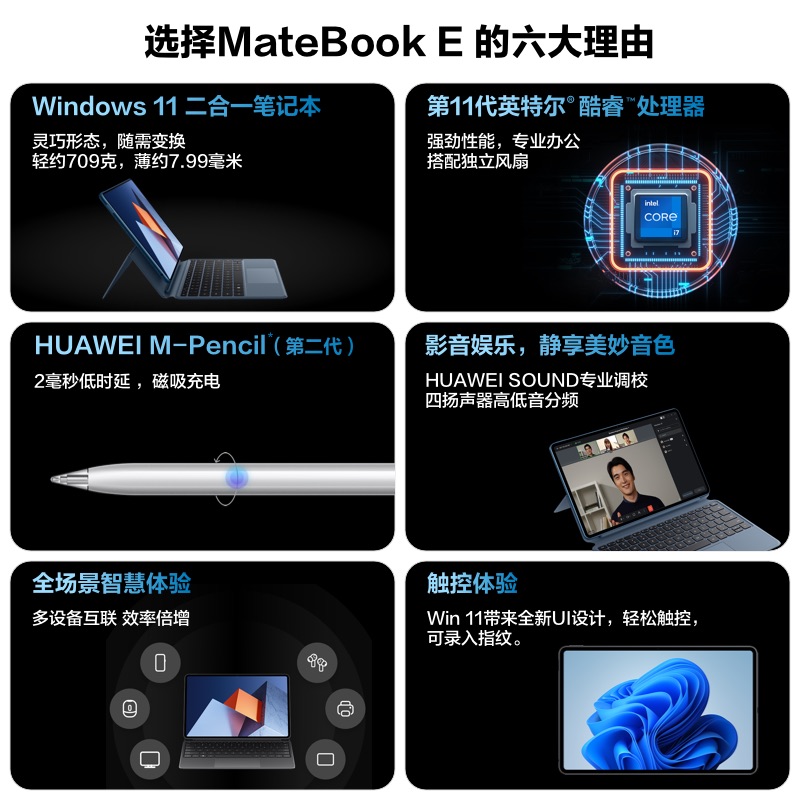 选择MateBook E 的六大理由
Windows 11 二合一笔记本
灵巧形态，随需变换
轻约709克，薄约7.99毫米
第11代英特尔® 酷睿™处理器
强劲性能，专业办公
搭配独立风扇
intel
CORE
i7
HUAWEI M-Pencil*（第二代）
2毫秒低时延 ，磁吸充电
影音娱乐，静享美妙音色
HUAWEI SOUND专业调校
四扬声器高低音分频
全场景智慧体验
多设备互联 效率倍增
触控体验
Win 11带来全新UI设计，轻松触控，
可录入指纹。